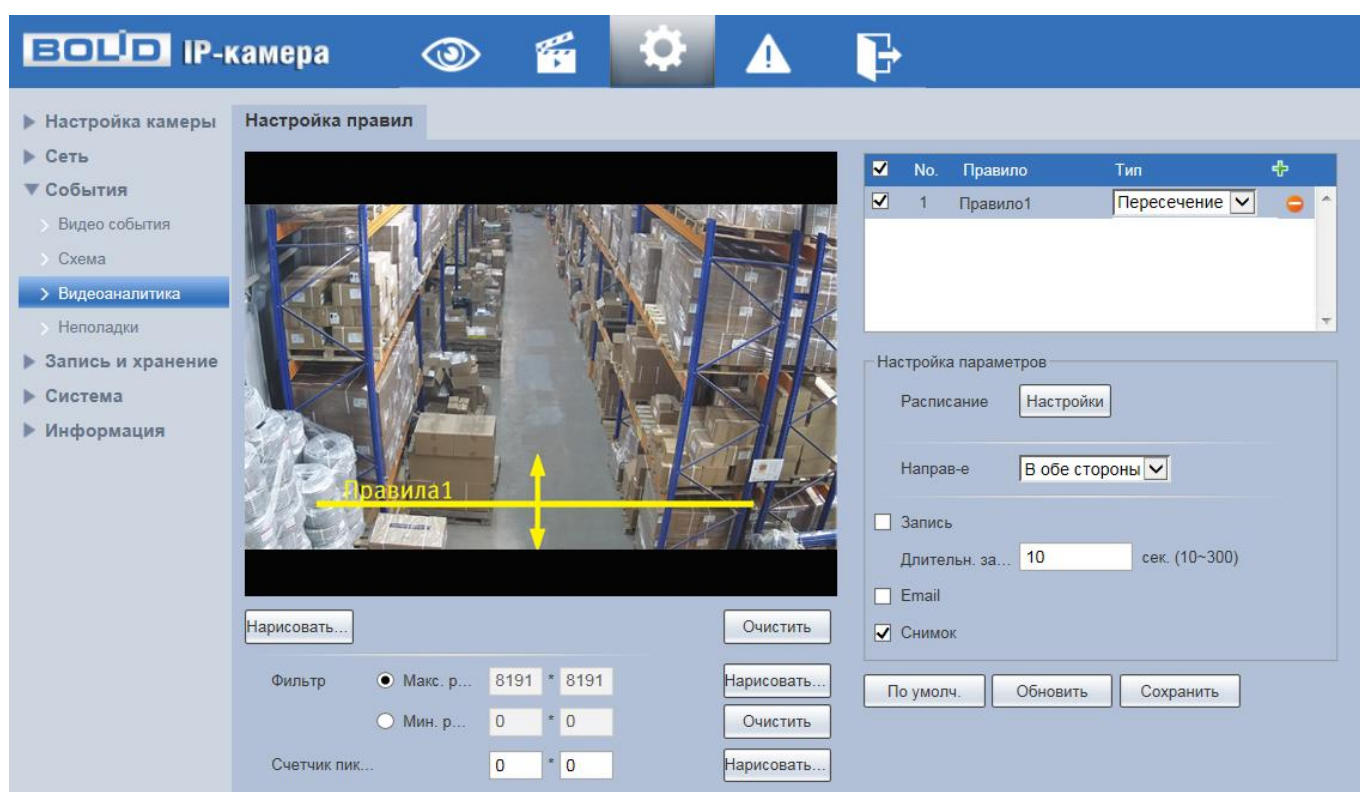 BOLID IP-камера
Настройка камеры
Сеть
События
Видео события
Схема
Видеоаналитика
Неполадки
Запись и хранение
Система
Информация
Настройка правил
Правила1
Нарисовать...
Очистить
Фильтр Макс. р... 8191 * 8191 Нарисовать...
Мин. р... 0 * 0 Очистить
Счетчик пик... 0 * 0 Нарисовать...
No. Правило Тип
1 Правило1 Пересечение
Настройка параметров
Расписание Настройки
Направ-е В обе стороны
Запись
Длительн. за... 10 сек. (10~300)
Email
Снимок
По умолч. Обновить Сохранить